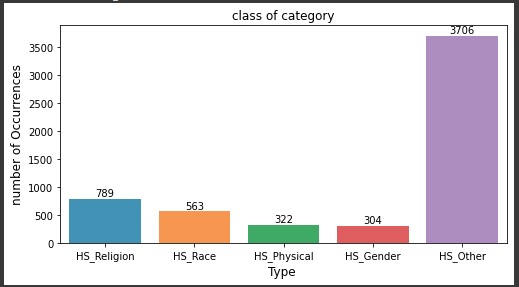 class of category
number of Occurrences
3500
3000
2500
2000
1500
1000
500
0
789
563
322
304
3706
HS_Religion
HS_Race
HS_Physical
HS_Gender
HS_Other
Type